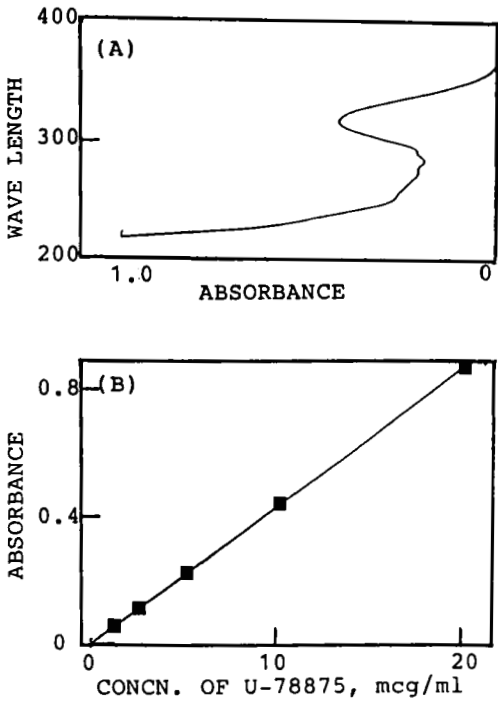 400
(A)
WAVE LENGTH
300
200
1.0
0
ABSORBANCE
0.8
(B)
ABSORBANCE
0.4
0
0
10
20
CONCN. OF U-78875, mcg/ml